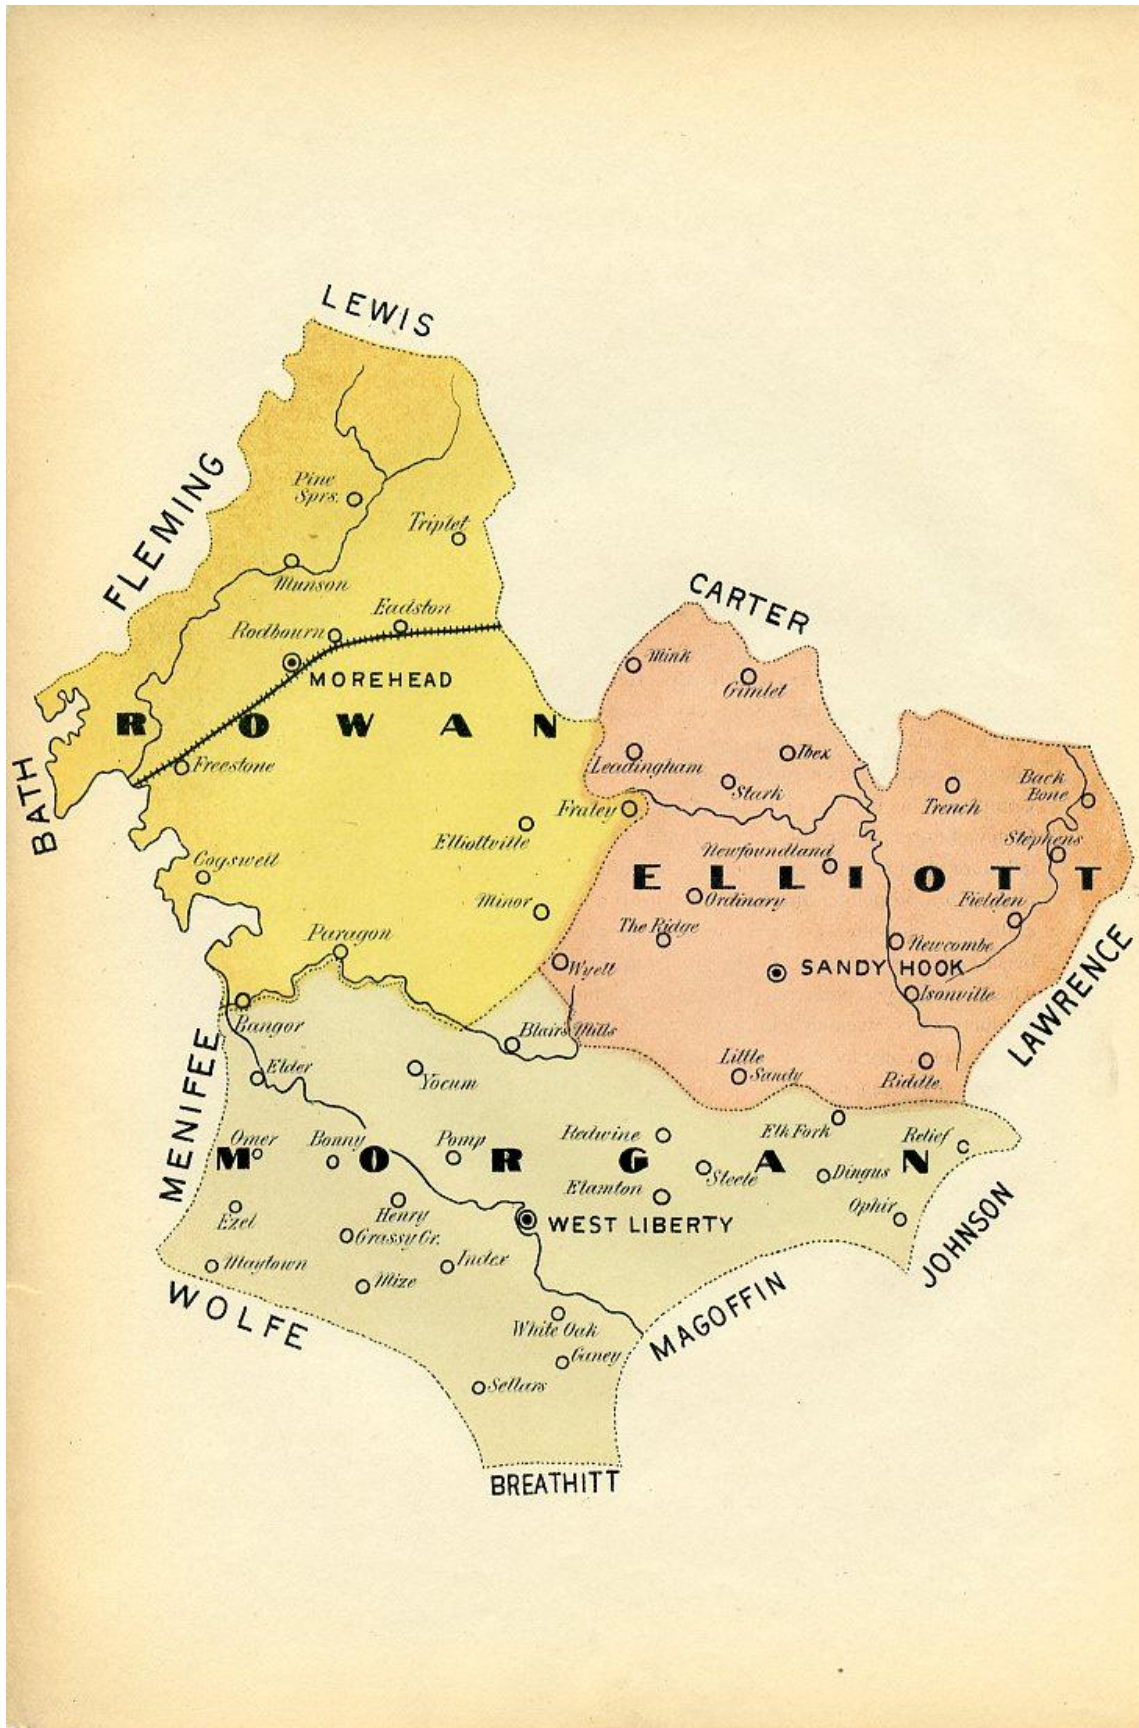 LEWIS
FLEMING
Pine
Sprs.
Triplet
Munson
Eadston
Rodbourn
MOREHEAD
ROWAN
BATH
Freestone
Fraley
Elliottville
Cogswell
Minor
Paragon
CARTER
Mink
Gimlet
Leadingham
Ibex
Stark
Trench
Back
Bone
Stephens
Newfoundland
ELLIOTT
Ordinary
Fielden
The Ridge
Newcombe
Wyett
SANDY HOOK
Isonville
LAWRENCE
Little
Sandy
Riddle
Bangor
Blairs Mills
MENIFEE
Elder
Yocum
Omer
Bonny
Pomp
Redwine
Elk Fork
Relief
MORGAN
Steele
Dingus
Elamton
Ezel
Henry
Ophir
WEST LIBERTY
Grassy Cr.
JOHNSON
Maytown
Index
Mize
WOLFE
White Oak
MAGOFFIN
Caney
Sellars
BREATHITT